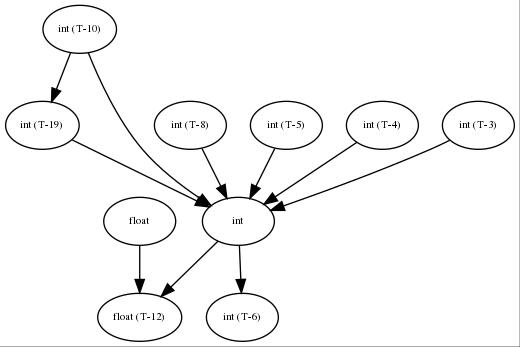 int (T-10)
int (T-19)
int (T-8)
int (T-5)
int (T-4)
int (T-3)
float
int
float (T-12)
int (T-6)